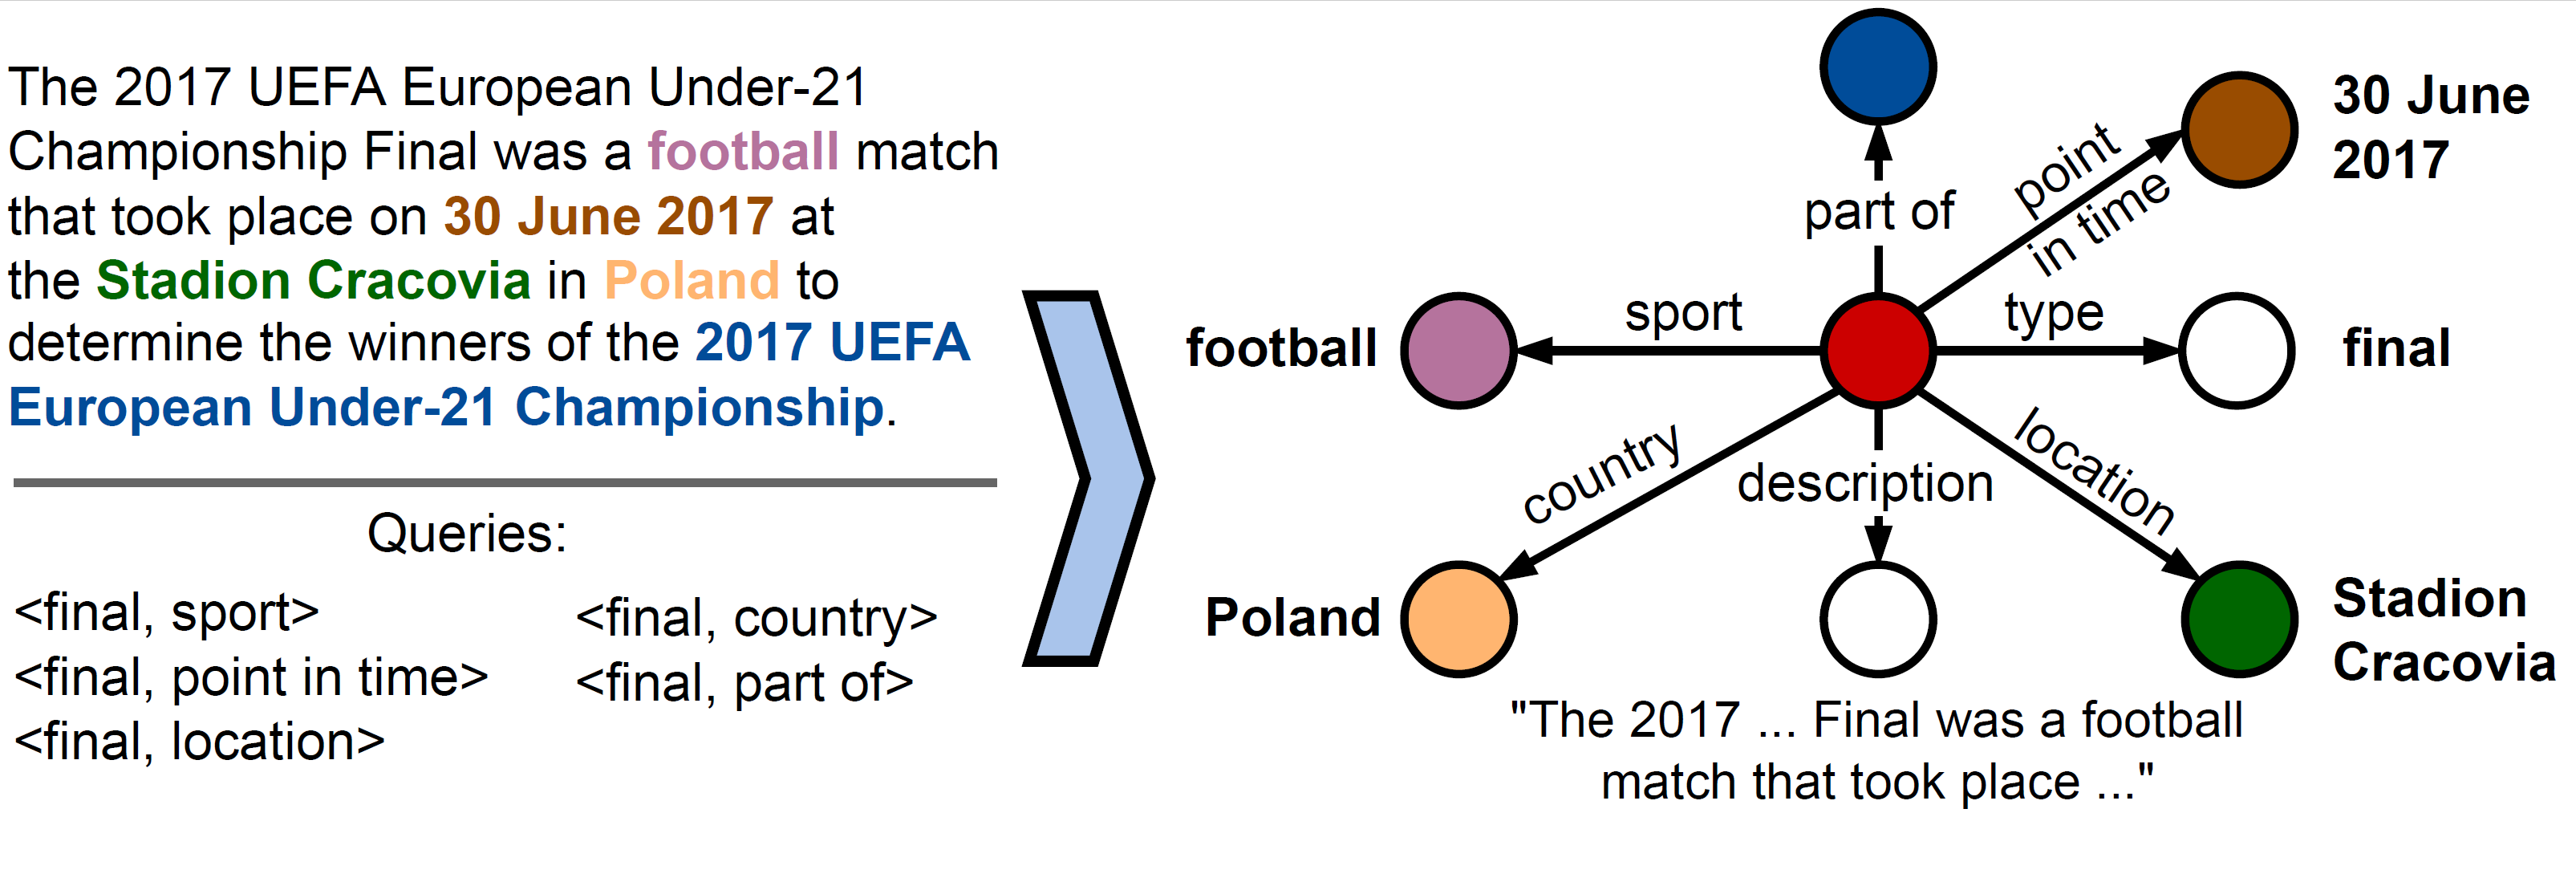 The 2017 UEFA European Under-21
Championship Final was a football match
that took place on 30 June 2017 at
the Stadion Cracovia in Poland to
determine the winners of the 2017 UEFA
European Under-21 Championship.
Queries:
<final, sport>
<final, point in time>
<final, location>
<final, country>
<final, part of>
part of
point
in time
30 June
2017
football
sport
type
final
country
description
location
Poland
Stadion
Cracovia
"The 2017 ... Final was a football
match that took place ..."